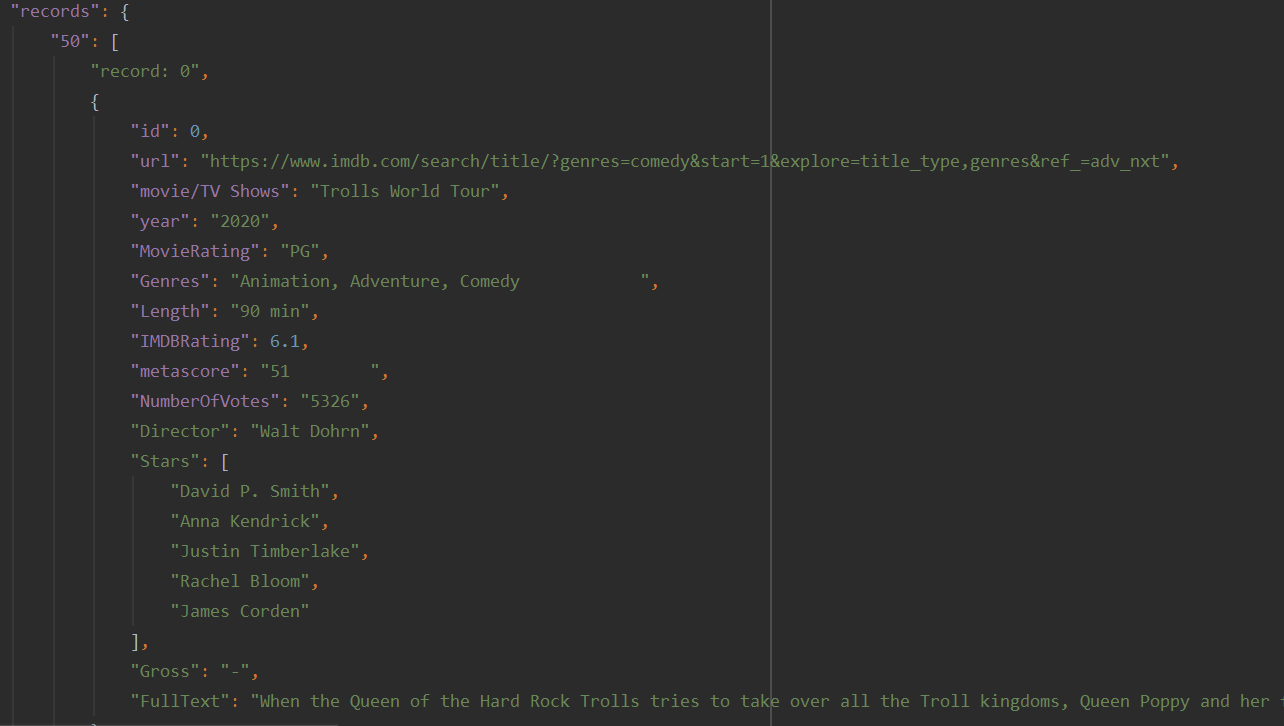 "records": {
"50": [
"record: 0",
{
"id": 0,
"url": "https://www.imdb.com/search/title/?genres=comedy&start=1&explore=title_type,genres&ref_=adv_nxt",
"movie/TV Shows": "Trolls World Tour",
"year": "2020",
"MovieRating": "PG",
"Genres": "Animation, Adventure, Comedy            ",
"Length": "90 min",
"IMDBRating": 6.1,
"metascore": "51        ",
"NumberOfVotes": "5326",
"Director": "Walt Dohrn",
"Stars": [
"David P. Smith",
"Anna Kendrick",
"Justin Timberlake",
"Rachel Bloom",
"James Corden"
],
"Gross": "-",
"FullText": "When the Queen of the Hard Rock Trolls tries to take over all the Troll kingdoms, Queen Poppy and her